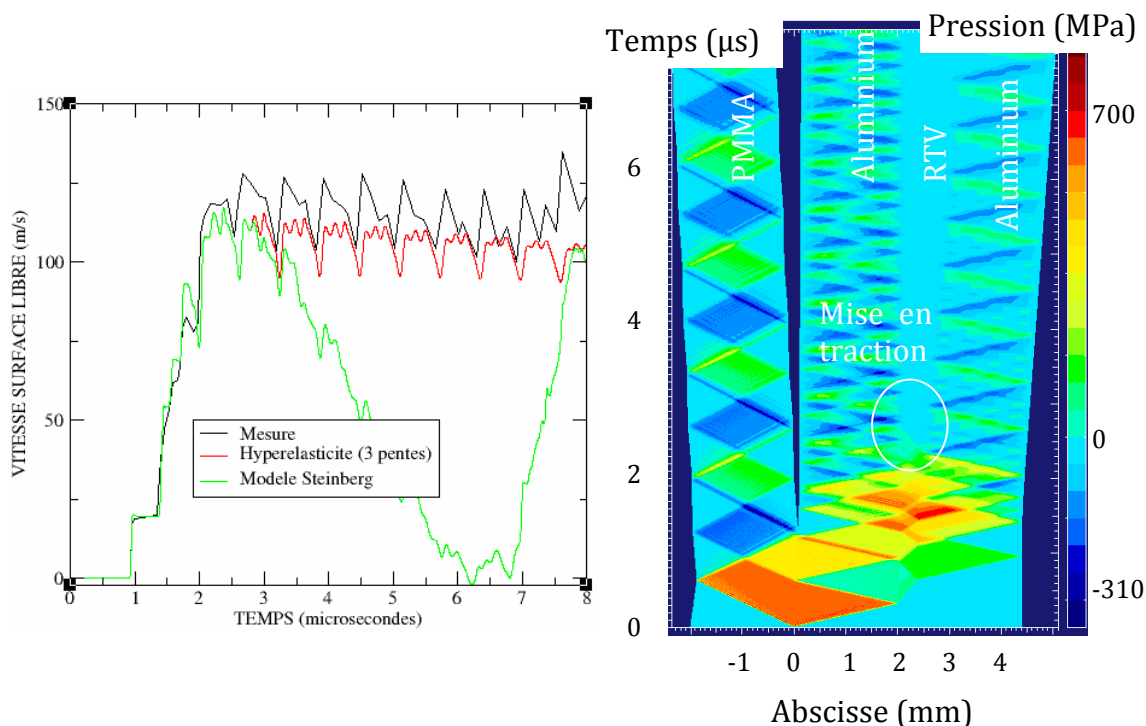 150
100
50
0
VITESSE SURFACE LIBRE (m/s)
Mesure
Hyperelasticite (3 pentes)
Modele Steinberg
0 1 2 3 4 5 6 7 8
TEMPS (microsecondes)
Temps (µs)
Pression (MPa)
PMMA
Aluminium
RTV
Aluminium
Mise en
traction
6
4
2
0
700
0
-310
-1 0 1 2 3 4
Abscisse (mm)